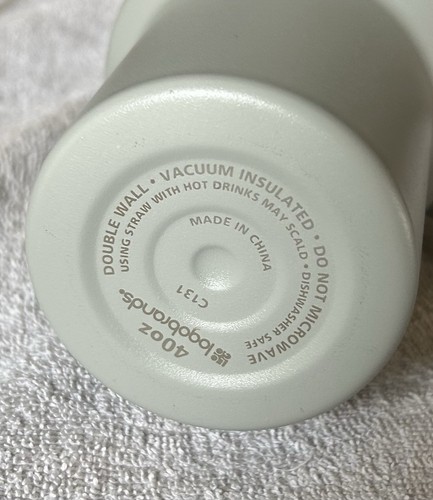 DOUBLE WALL • VACUUM INSULATED • DO NOT MICROWAVE
USING STRAW WITH HOT DRINKS MAY SCALD • DISHWASHER SAFE
MADE IN CHINA
C131
40oz
loopbrands®